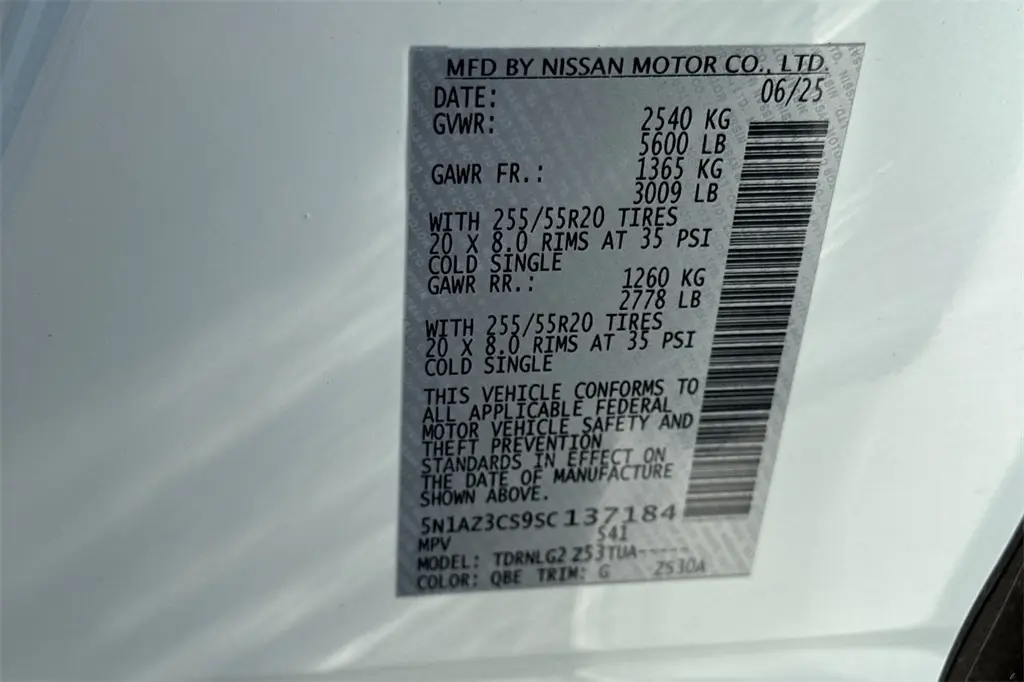 MFD BY NISSAN MOTOR CO., LTD.
DATE: 06/25
GVWR: 2540 KG
5600 LB
GAWR FR.: 1365 KG
3009 LB
WITH 255/55R20 TIRES
20 X 8.0 RIMS AT 35 PSI
COLD SINGLE
GAWR RR.: 1260 KG
2778 LB
WITH 255/55R20 TIRES
20 X 8.0 RIMS AT 35 PSI
COLD SINGLE
THIS VEHICLE CONFORMS TO
ALL APPLICABLE FEDERAL
MOTOR VEHICLE SAFETY AND
THEFT PREVENTION
STANDARDS IN EFFECT ON
THE DATE OF MANUFACTURE
SHOWN ABOVE.
5N1AZ3CS9SC137184
MPV S41
MODEL: TDRNLG2 Z53TUA-----
COLOR: QBE TRIM: G ZS30A